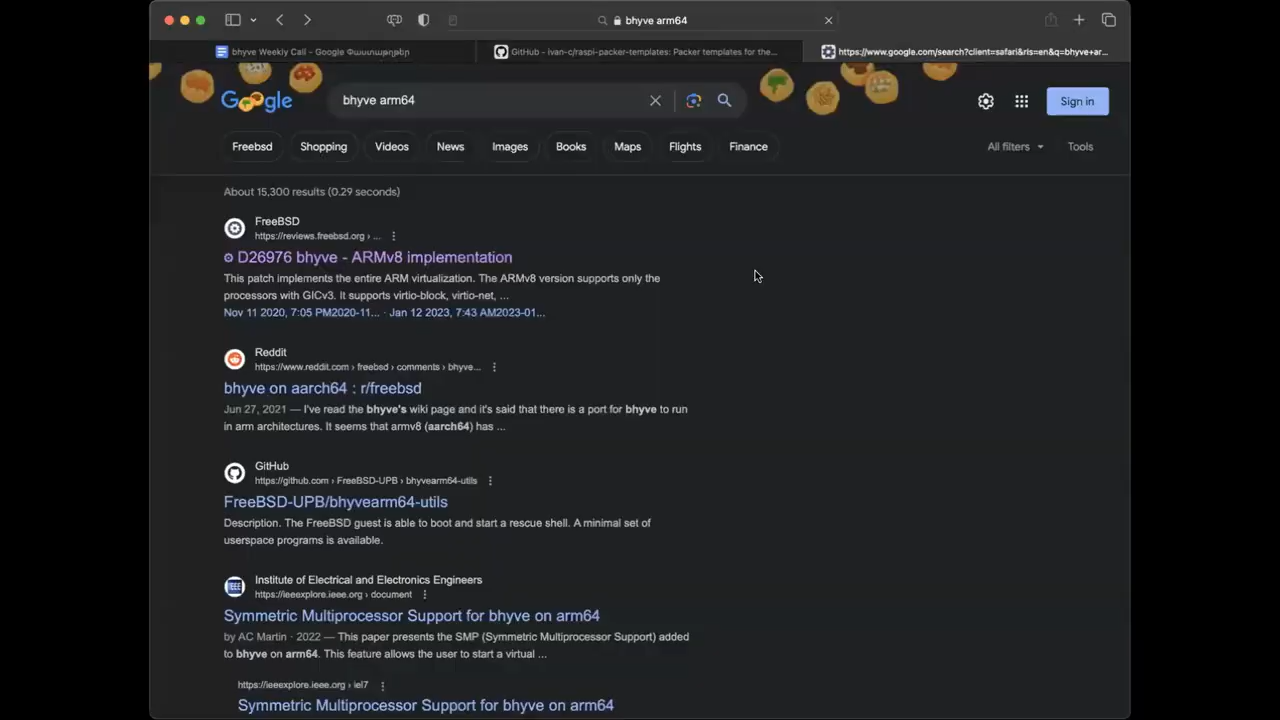 bhyve arm64
bhyve Weekly Call - Google Փաստաթղթեր
GitHub - ivan-c/raspi-packer-templates: Packer templates for the...
https://www.google.com/search?client=safari&rls=en&q=bhyve+ar...
Google
bhyve arm64
Sign in
Freebsd Shopping Videos News Images Books Maps Flights Finance All filters Tools
About 15,300 results (0.29 seconds)
FreeBSD
https://reviews.freebsd.org › ...
D26976 bhyve - ARMv8 implementation
This patch implements the entire ARM virtualization. The ARMv8 version supports only the
processors with GICv3. It supports virtio-block, virtio-net, ...
Nov 11 2020, 7:05 PM2020-11... · Jan 12 2023, 7:43 AM2023-01...
Reddit
https://www.reddit.com › freebsd › comments › bhyve...
bhyve on aarch64 : r/freebsd
Jun 27, 2021 — I've read the bhyve's wiki page and it's said that there is a port for bhyve to run
in arm architectures. It seems that armv8 (aarch64) has ...
GitHub
https://github.com › FreeBSD-UPB › bhyvearm64-utils
FreeBSD-UPB/bhyvearm64-utils
Description. The FreeBSD guest is able to boot and start a rescue shell. A minimal set of
userspace programs is available.
Institute of Electrical and Electronics Engineers
https://ieeexplore.ieee.org › document
Symmetric Multiprocessor Support for bhyve on arm64
by AC Martin · 2022 — This paper presents the SMP (Symmetric Multiprocessor Support) added
to bhyve on arm64. This feature allows the user to start a virtual ...
https://ieeexplore.ieee.org › iel7
Symmetric Multiprocessor Support for bhyve on arm64